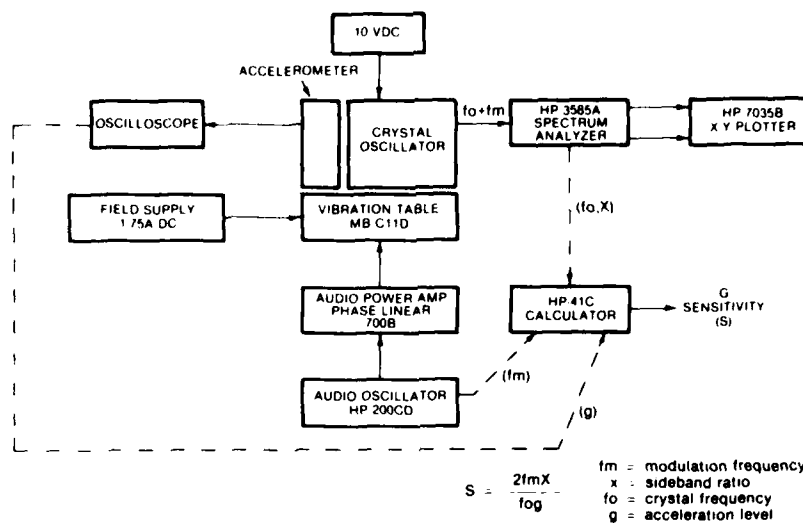 10 VDC
ACCELEROMETER
OSCILLOSCOPE
CRYSTAL
OSCILLATOR
fo+fm
HP 3585A
SPECTRUM
ANALYZER
HP 7035B
X Y PLOTTER
FIELD SUPPLY
1 75A DC
VIBRATION TABLE
MB C11D
(fo,X)
AUDIO POWER AMP
PHASE LINEAR
700B
HP 41C
CALCULATOR
G
SENSITIVITY
(S)
AUDIO OSCILLATOR
HP 200CD
(fm)
(g)
S = 2fmX
fog
fm = modulation frequency
x = sideband ratio
fo = crystal frequency
g = acceleration level